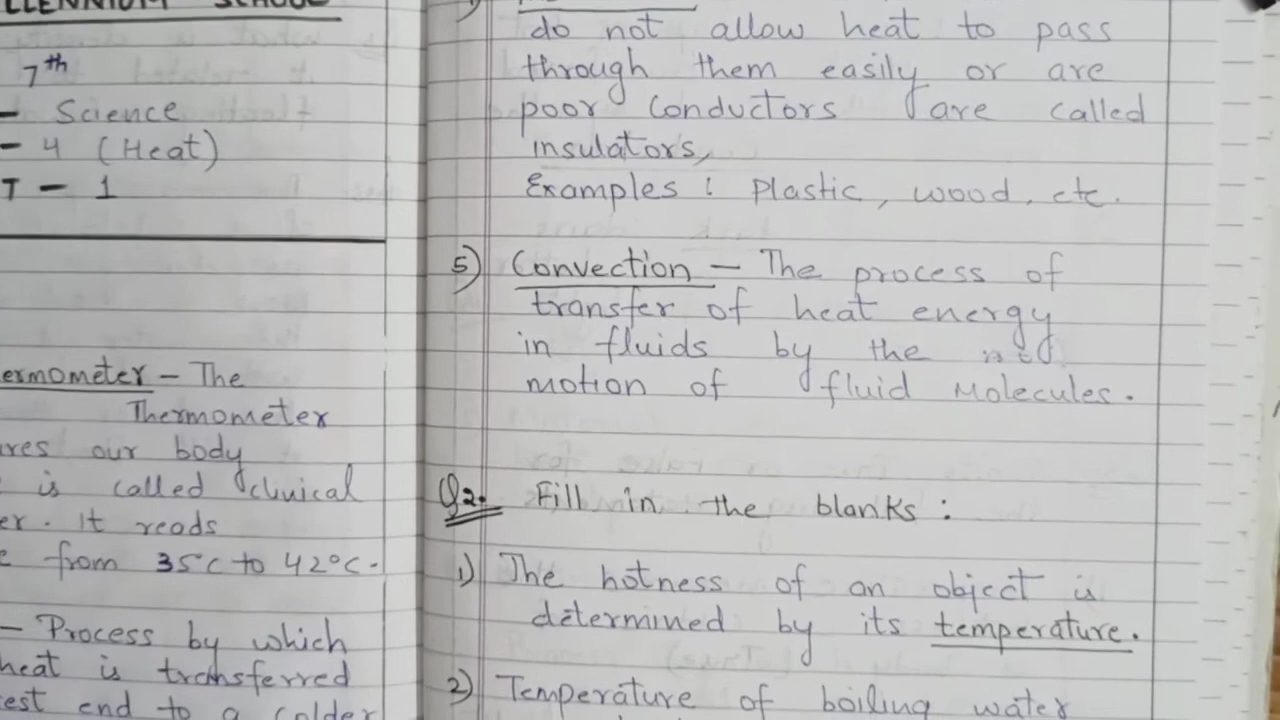 LLENNIUM SCHOOL
7th
- Science
- 4 (Heat)
T - 1
ermometer - The
Thermometer
ures our body
is called clinical
er. It reads
e from 35°C to 42°C.
- Process by which
heat is transferred
est end to a colder
do not allow heat to pass
through them easily or are
poor conductors are called
insulators,
Examples : Plastic, wood, etc.
5) Convection - The process of
transfer of heat energy
in fluids by the
motion of fluid molecules.
Q2. Fill in the blanks :
1) The hotness of an object is
determined by its temperature.
2) Temperature of boiling water